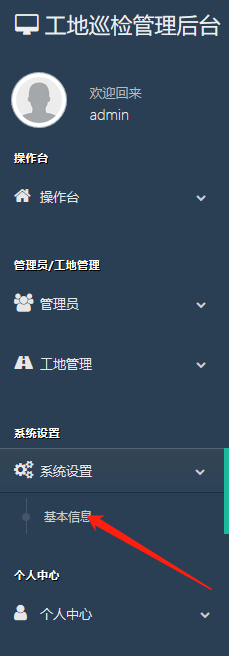 工地巡检管理后台
欢迎回来
admin
操作台
操作台
管理员/工地管理
管理员
工地管理
系统设置
系统设置
基本信息
个人中心
个人中心